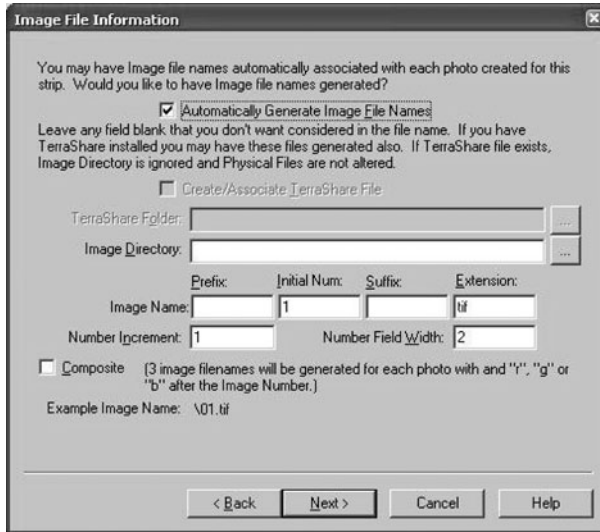 Image File Information
You may have Image file names automatically associated with each photo created for this
strip. Would you like to have Image file names generated?
Automatically Generate Image File Names
Leave any field blank that you don't want considered in the file name. If you have
TerraShare installed you may have these files generated also. If TerraShare file exists,
Image Directory is ignored and Physical Files are not altered.
Create/Associate TerraShare File
TerraShare Folder: ...
Image Directory: ...
Prefix: Initial Num: Suffix: Extension:
Image Name: 1 tif
Number Increment: 1 Number Field Width: 2
Composite (3 image filenames will be generated for each photo with and "r", "g" or
"b" after the Image Number.)
Example Image Name: \01.tif
< Back Next > Cancel Help